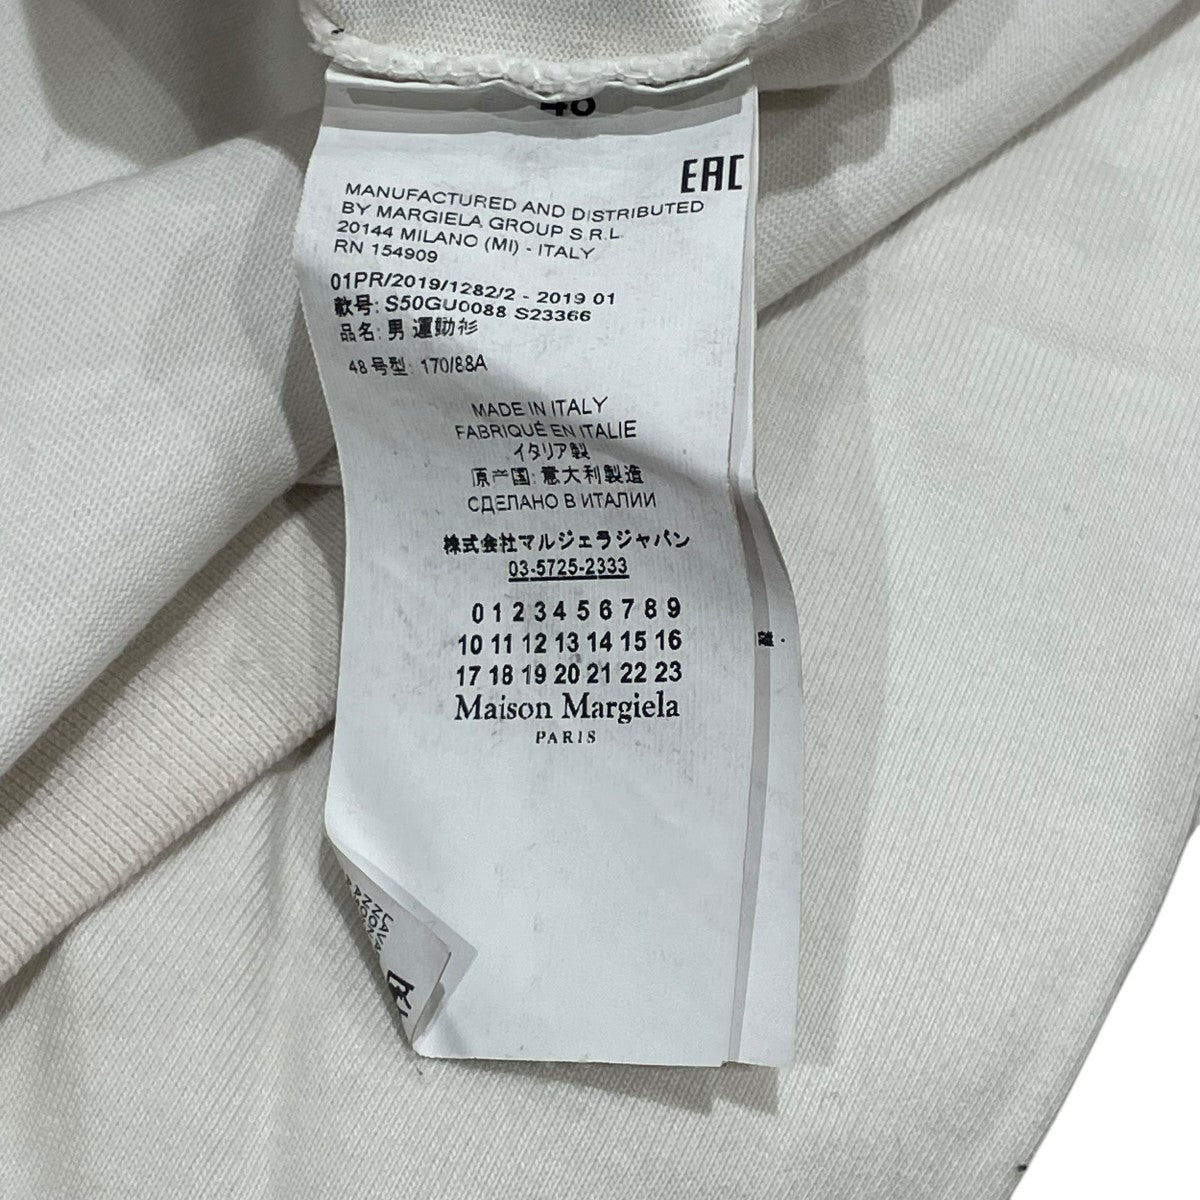 48
EAC
MANUFACTURED AND DISTRIBUTED
BY MARGIELA GROUP S.R.L.
20144 MILANO (MI) - ITALY
RN 154909
01PR/2019/1282/2 - 2019 01
款号: S50GU0088 S23366
品名: 男 運動衫
48 号型: 170/88A
MADE IN ITALY
FABRIQUÉ EN ITALIE
イタリア製
原产国: 意大利製造
СДЕЛАНО В ИТАЛИИ
株式会社マルジェラジャパン
03-5725-2333
0 1 2 3 4 5 6 7 8 9
10 11 12 13 14 15 16
17 18 19 20 21 22 23
Maison Margiela
PARIS